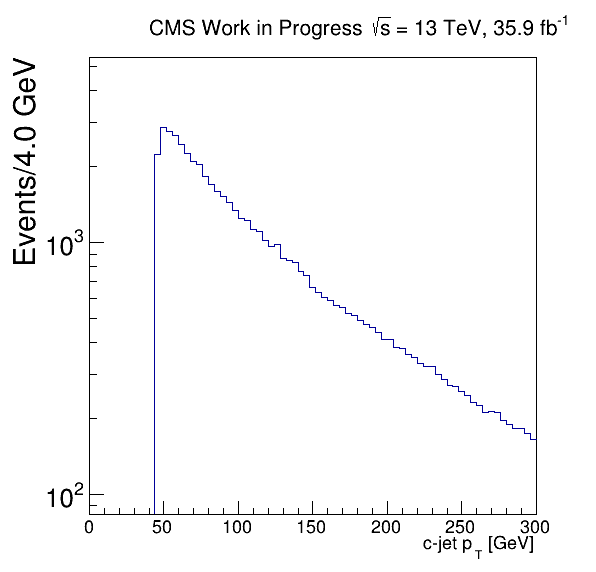 CMS Work in Progress √s = 13 TeV, 35.9 fb⁻¹
Events/4.0 GeV
10³
10²
0 50 100 150 200 250 300
c-jet p_T [GeV]